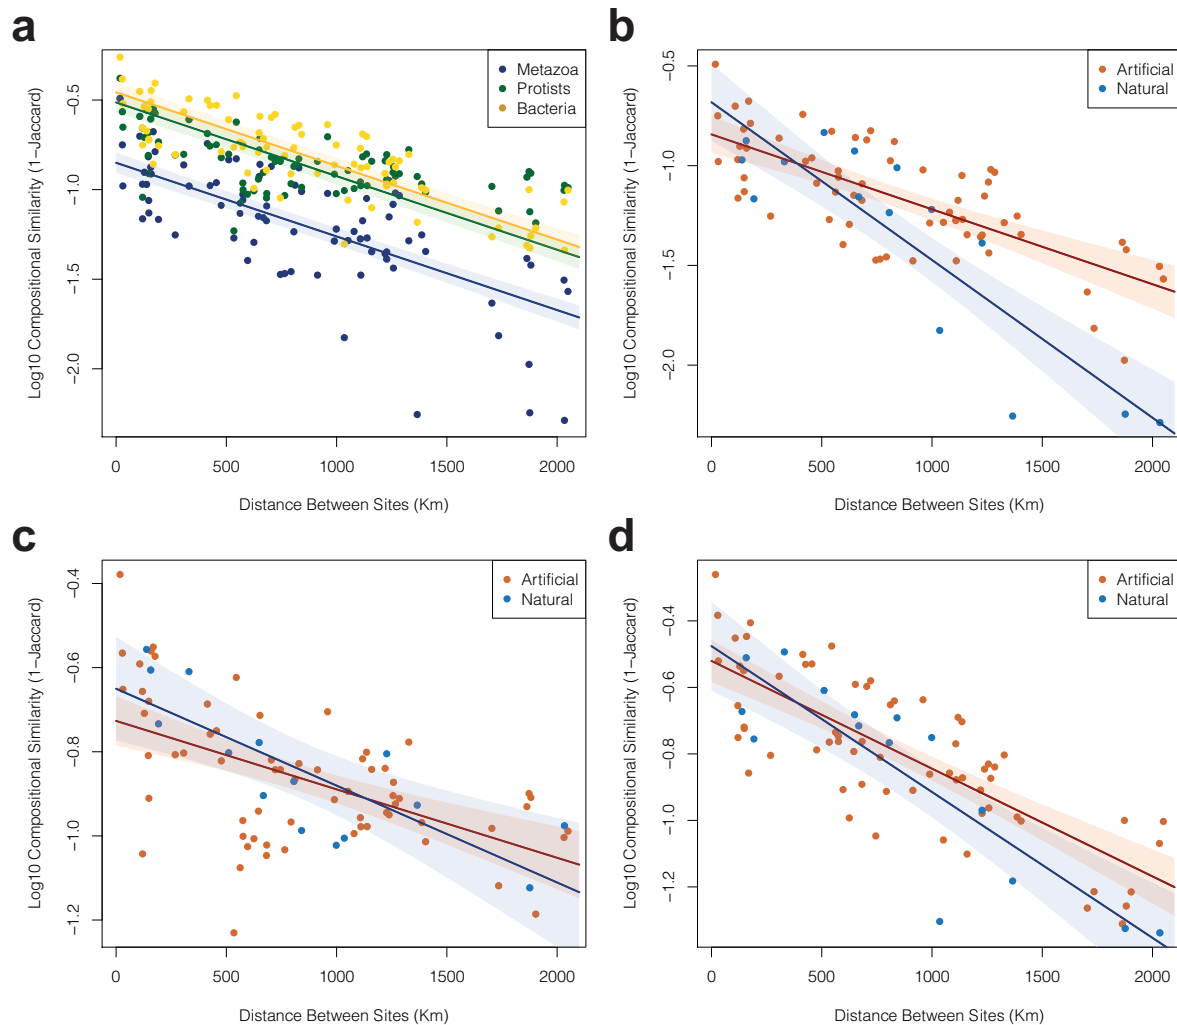 a
Metazoa
Protists
Bacteria
−0.5
−1.0
−1.5
−2.0
Log10 Compositional Similarity (1−Jaccard)
0 500 1000 1500 2000
Distance Between Sites (Km)
b
Artificial
Natural
−0.5
−1.0
−1.5
−2.0
Log10 Compositional Similarity (1−Jaccard)
0 500 1000 1500 2000
Distance Between Sites (Km)
c
Artificial
Natural
−0.4
−0.6
−0.8
−1.0
−1.2
Log10 Compositional Similarity (1−Jaccard)
0 500 1000 1500 2000
Distance Between Sites (Km)
d
Artificial
Natural
−0.4
−0.6
−0.8
−1.0
−1.2
Log10 Compositional Similarity (1−Jaccard)
0 500 1000 1500 2000
Distance Between Sites (Km)